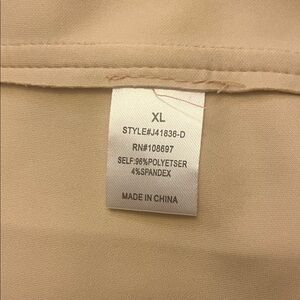 XL
STYLE#J41836-D
RN#108697
SELF:96%POLYETSER
4%SPANDEX
MADE IN CHINA